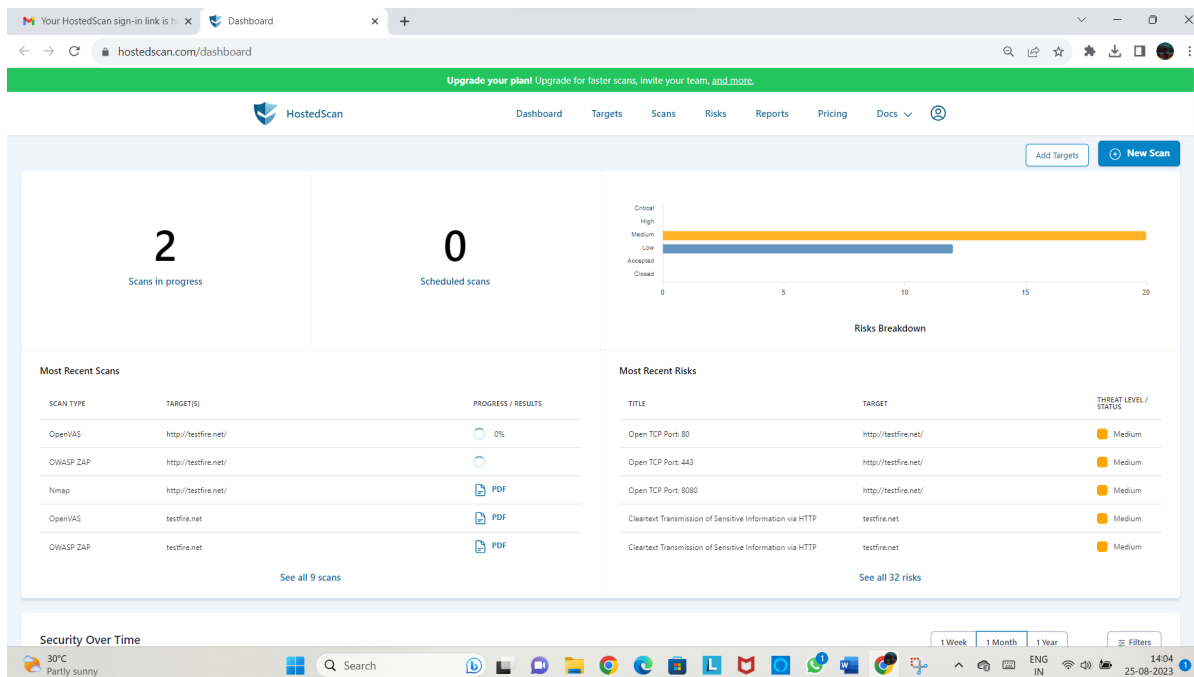 Your HostedScan sign-in link is h
Dashboard
hostedscan.com/dashboard
Upgrade your plan! Upgrade for faster scans, invite your team, and more.
HostedScan
Dashboard Targets Scans Risks Reports Pricing Docs
Add Targets
New Scan
2
Scans in progress
0
Scheduled scans
Critical
High
Medium
Low
Accepted
Closed
0 5 10 15 20
Risks Breakdown
Most Recent Scans
SCAN TYPE TARGET(S) PROGRESS / RESULTS
OpenVAS http://testfire.net/ 0%
OWASP ZAP http://testfire.net/
Nmap http://testfire.net/ PDF
OpenVAS testfire.net PDF
OWASP ZAP testfire.net PDF
See all 9 scans
Most Recent Risks
TITLE TARGET THREAT LEVEL /
STATUS
Open TCP Port: 80 http://testfire.net/ Medium
Open TCP Port: 443 http://testfire.net/ Medium
Open TCP Port: 8080 http://testfire.net/ Medium
Cleartext Transmission of Sensitive Information via HTTP testfire.net Medium
Cleartext Transmission of Sensitive Information via HTTP testfire.net Medium
See all 32 risks
Security Over Time
1 Week 1 Month 1 Year
Filters
30°C
Partly sunny
Search
L
1
ENG
IN
14:04
25-08-2023
1